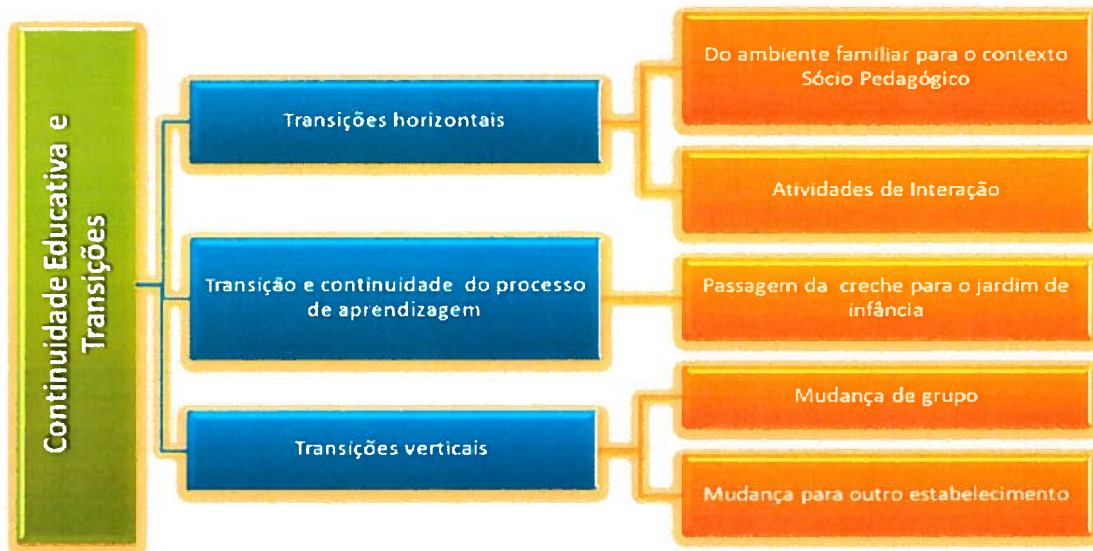 Continuidade Educativa e
Transições
Transições horizontais
Do ambiente familiar para o contexto
Sócio Pedagógico
Atividades de Interação
Transição e continuidade do processo
de aprendizagem
Passagem da creche para o jardim de
infância
Transições verticais
Mudança de grupo
Mudança para outro estabelecimento